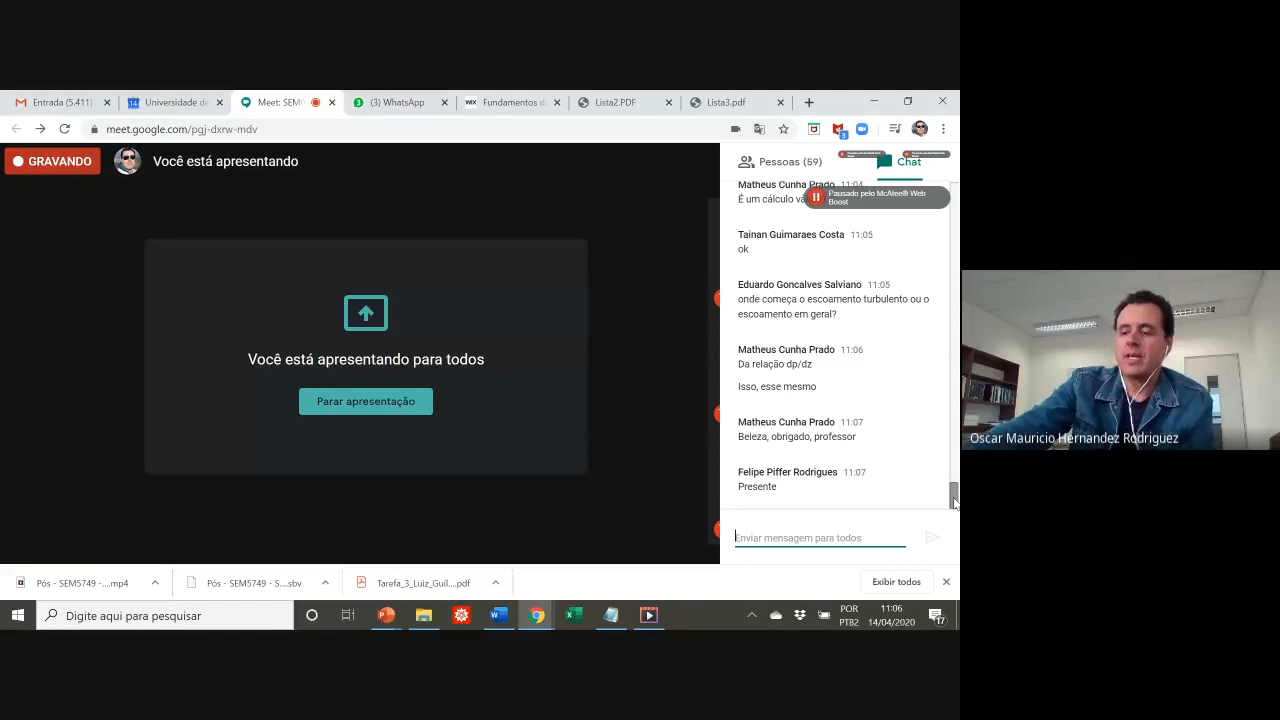 Entrada (5.411)
Universidade de
Meet: SEM
(3) WhatsApp
Fundamentos d
Lista2.PDF
Lista3.pdf
meet.google.com/pgj-dxrw-mdv
3
GRAVANDO
Você está apresentando
Pessoas (59)
Chat
Matheus Cunha Prado 11:04
É um cálculo
Pausado pelo McAfee® Web
Boost
Tainan Guimaraes Costa 11:05
ok
Eduardo Goncalves Salviano 11:05
onde começa o escoamento turbulento ou o
escoamento em geral?
Matheus Cunha Prado 11:06
Da relação dp/dz
Isso, esse mesmo
Matheus Cunha Prado 11:07
Beleza, obrigado, professor
Felipe Piffer Rodrigues 11:07
Presente
Você está apresentando para todos
Parar apresentação
Enviar mensagem para todos
Oscar Mauricio Hernandez Rodriguez
Pós - SEM5749 -....mp4
Pós - SEM5749 - S....sbv
Tarefa_3_Luiz_Guil....pdf
Exibir todos
Digite aqui para pesquisar
POR
PTB2
11:06
14/04/2020
17